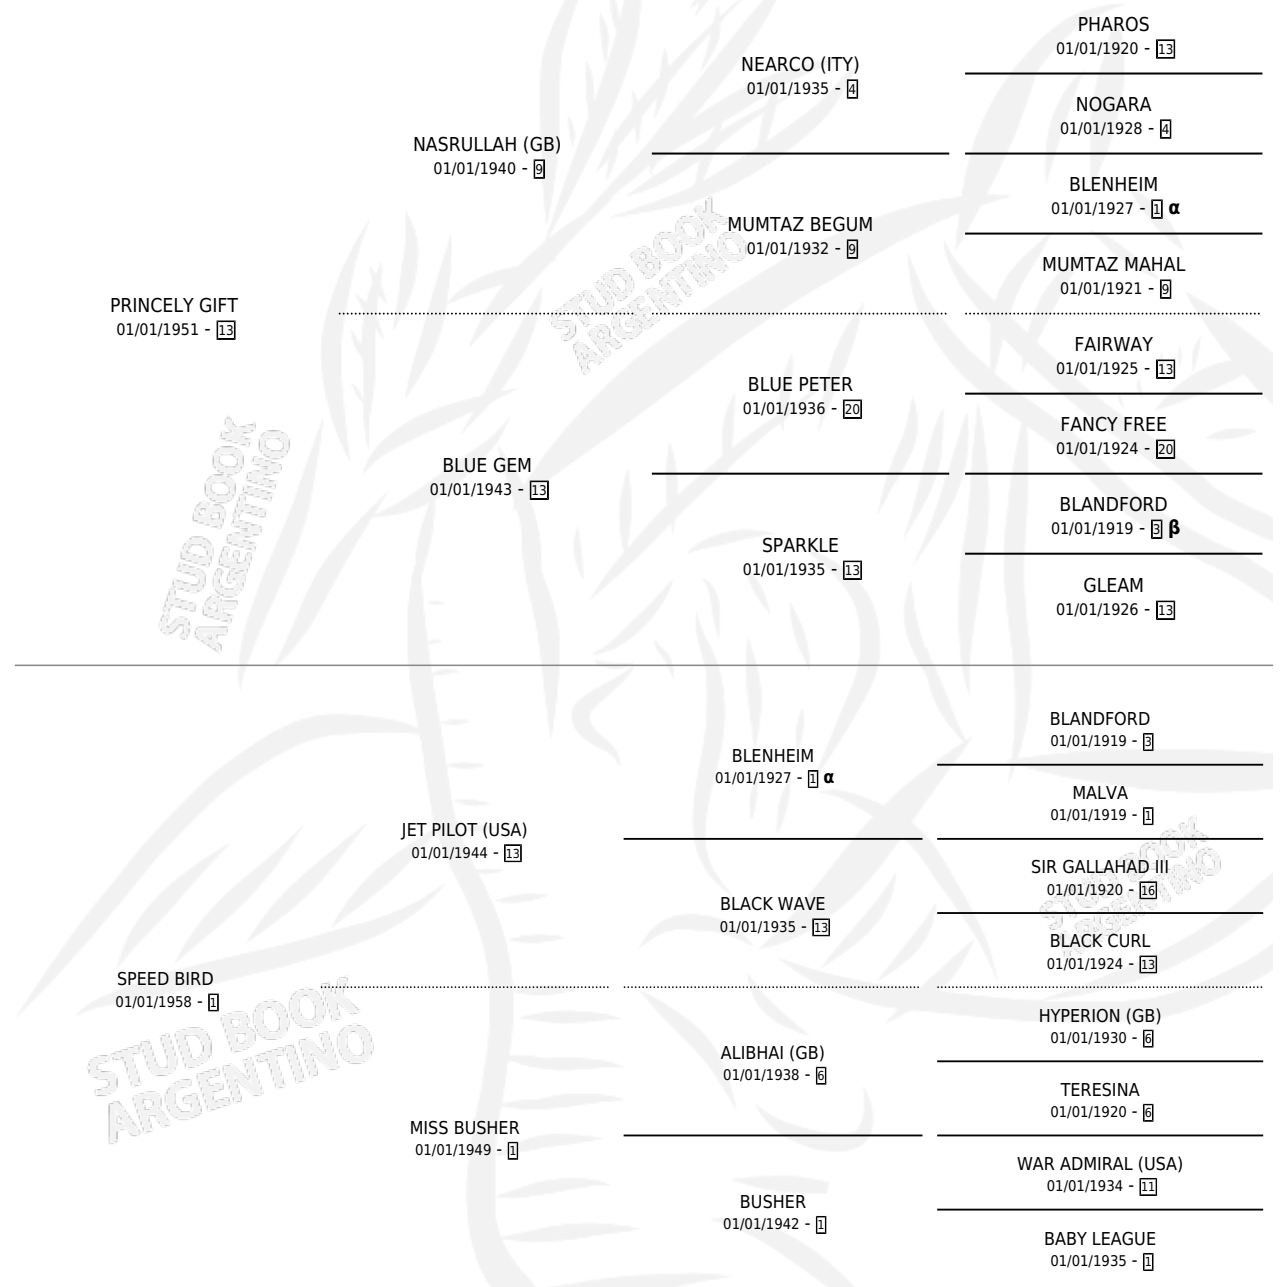 PHAROS
01/01/1920 - 13
NEARCO (ITY)
01/01/1935 - 4
NOGARA
01/01/1928 - 4
NASRULLAH (GB)
01/01/1940 - 9
BLENHEIM
01/01/1927 - 1 α
MUMTAZ BEGUM
01/01/1932 - 9
MUMTAZ MAHAL
01/01/1921 - 9
PRINCELY GIFT
01/01/1951 - 13
FAIRWAY
01/01/1925 - 13
BLUE PETER
01/01/1936 - 20
FANCY FREE
01/01/1924 - 20
BLUE GEM
01/01/1943 - 13
BLANDFORD
01/01/1919 - 3 β
SPARKLE
01/01/1935 - 13
GLEAM
01/01/1926 - 13
STUD BOOK
ARGENTINO
STUD BOOK
ARGENTINO
BLANDFORD
01/01/1919 - 3
BLENHEIM
01/01/1927 - 1 α
MALVA
01/01/1919 - 1
JET PILOT (USA)
01/01/1944 - 13
SIR GALLAHAD III
01/01/1920 - 16
BLACK WAVE
01/01/1935 - 13
BLACK CURL
01/01/1924 - 13
SPEED BIRD
01/01/1958 - 1
HYPERION (GB)
01/01/1930 - 6
ALIBHAI (GB)
01/01/1938 - 6
TERESINA
01/01/1920 - 6
MISS BUSHER
01/01/1949 - 1
WAR ADMIRAL (USA)
01/01/1934 - 11
BUSHER
01/01/1942 - 1
BABY LEAGUE
01/01/1935 - 1
STUD BOOK
ARGENTINO
STUD BOOK
ARGENTINO